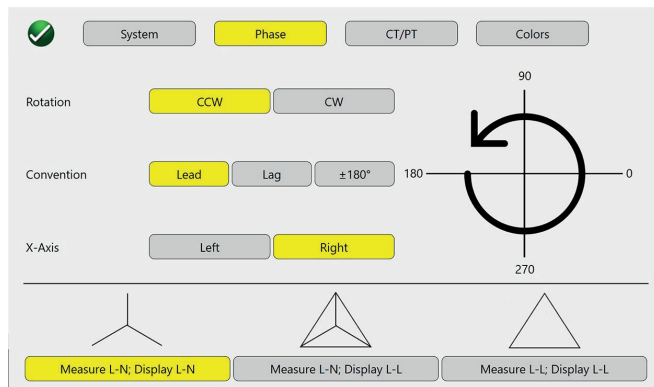 System Phase CT/PT Colors
90
Rotation CCW CW
Convention Lead Lag ±180° 180 0
X-Axis Left Right
270
Measure L-N; Display L-N Measure L-N; Display L-L Measure L-L; Display L-L